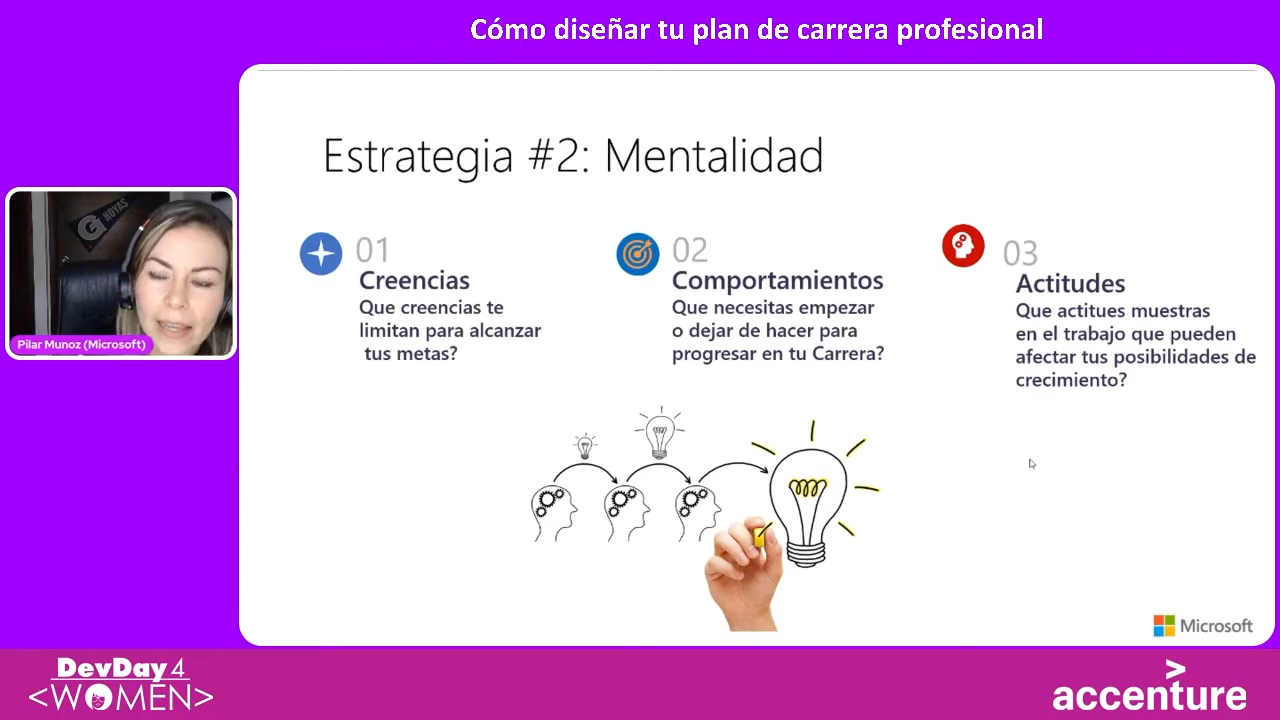 Cómo diseñar tu plan de carrera profesional
Estrategia #2: Mentalidad
01
Creencias
Que creencias te
limitan para alcanzar
tus metas?
02
Comportamientos
Que necesitas empezar
o dejar de hacer para
progresar en tu Carrera?
03
Actitudes
Que actitues muestras
en el trabajo que pueden
afectar tus posibilidades de
crecimiento?
G HOYAS
Pilar Munoz (Microsoft)
Microsoft
DevDay4
<WOMEN>
accenture